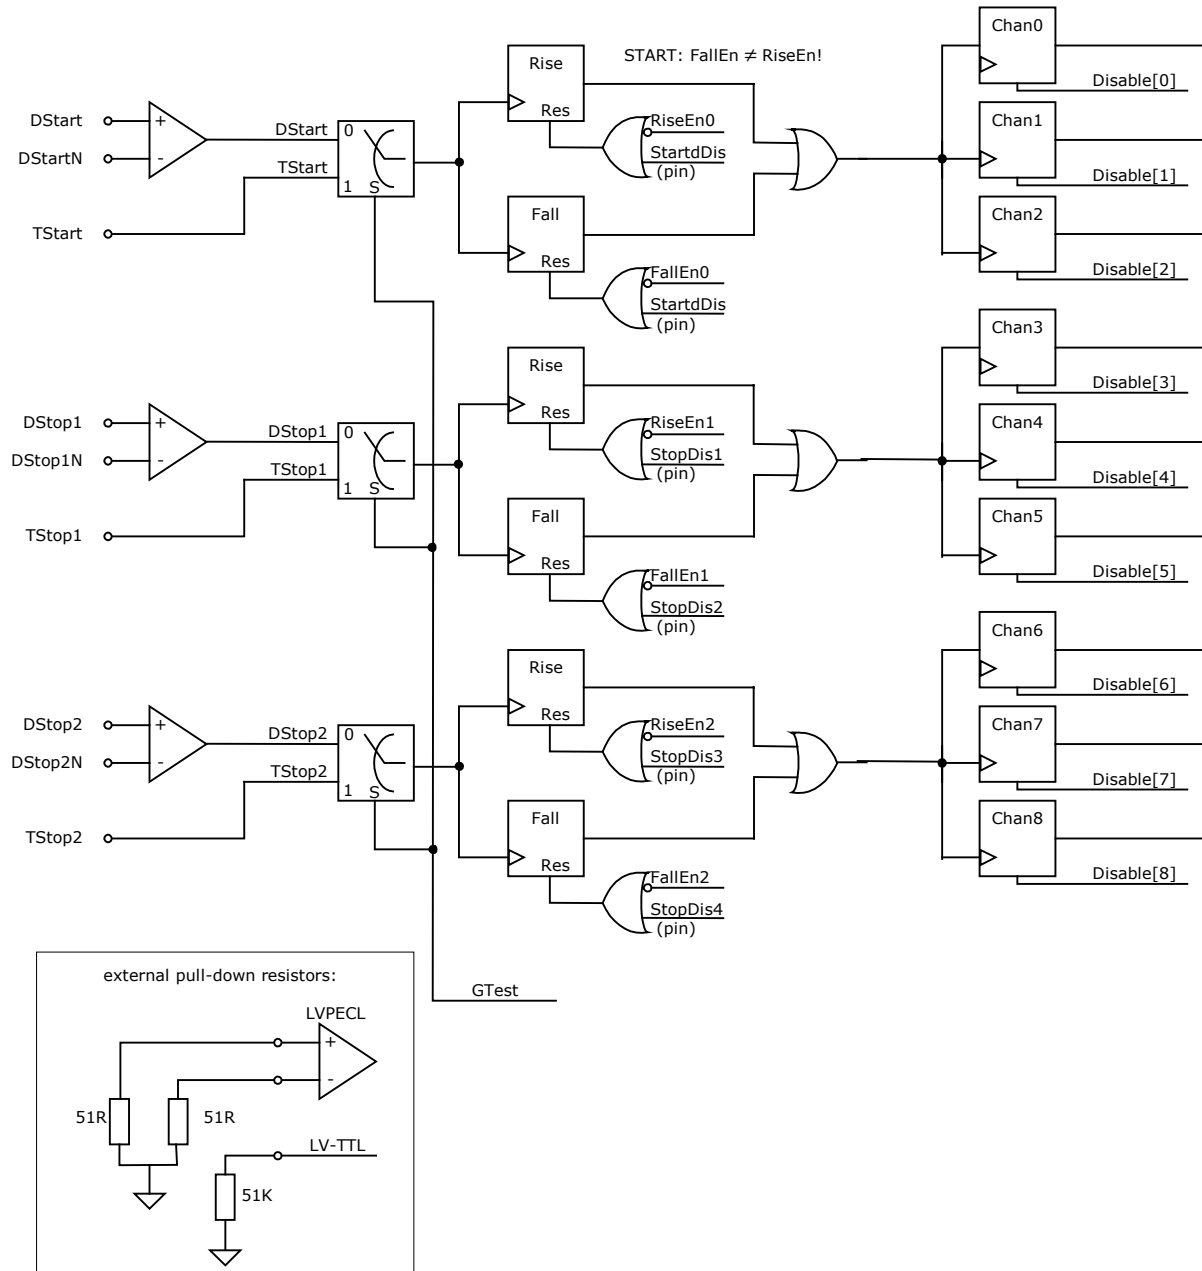 START: FallEn ≠ RiseEn!
DStart
+
DStartN
-
TStart
DStart
0
TStart
1
S
Rise
Res
RiseEn0
StartdDis
(pin)
Fall
Res
FallEn0
StartdDis
(pin)
Chan0
Disable[0]
Chan1
Disable[1]
Chan2
Disable[2]
DStop1
+
DStop1N
-
TStop1
DStop1
0
TStop1
1
S
Rise
Res
RiseEn1
StopDis1
(pin)
Fall
Res
FallEn1
StopDis2
(pin)
Chan3
Disable[3]
Chan4
Disable[4]
Chan5
Disable[5]
DStop2
+
DStop2N
-
TStop2
DStop2
0
TStop2
1
S
Rise
Res
RiseEn2
StopDis3
(pin)
Fall
Res
FallEn2
StopDis4
(pin)
Chan6
Disable[6]
Chan7
Disable[7]
Chan8
Disable[8]
GTest
external pull-down resistors:
LVPECL
+
-
51R
51R
LV-TTL
51K